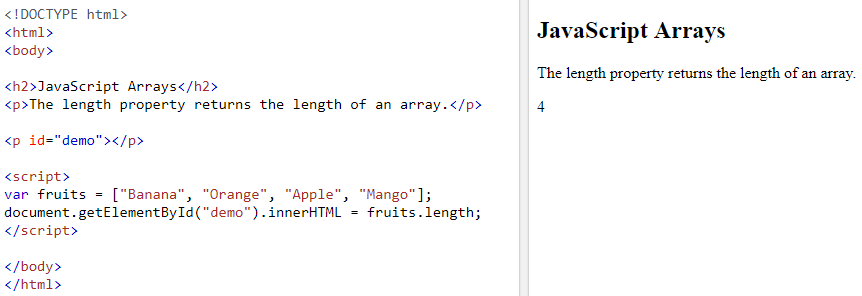 <!DOCTYPE html>
<html>
<body>
<h2>JavaScript Arrays</h2>
<p>The length property returns the length of an array.</p>
<p id="demo"></p>
<script>
var fruits = ["Banana", "Orange", "Apple", "Mango"];
document.getElementById("demo").innerHTML = fruits.length;
</script>
</body>
</html>
JavaScript Arrays
The length property returns the length of an array.
4